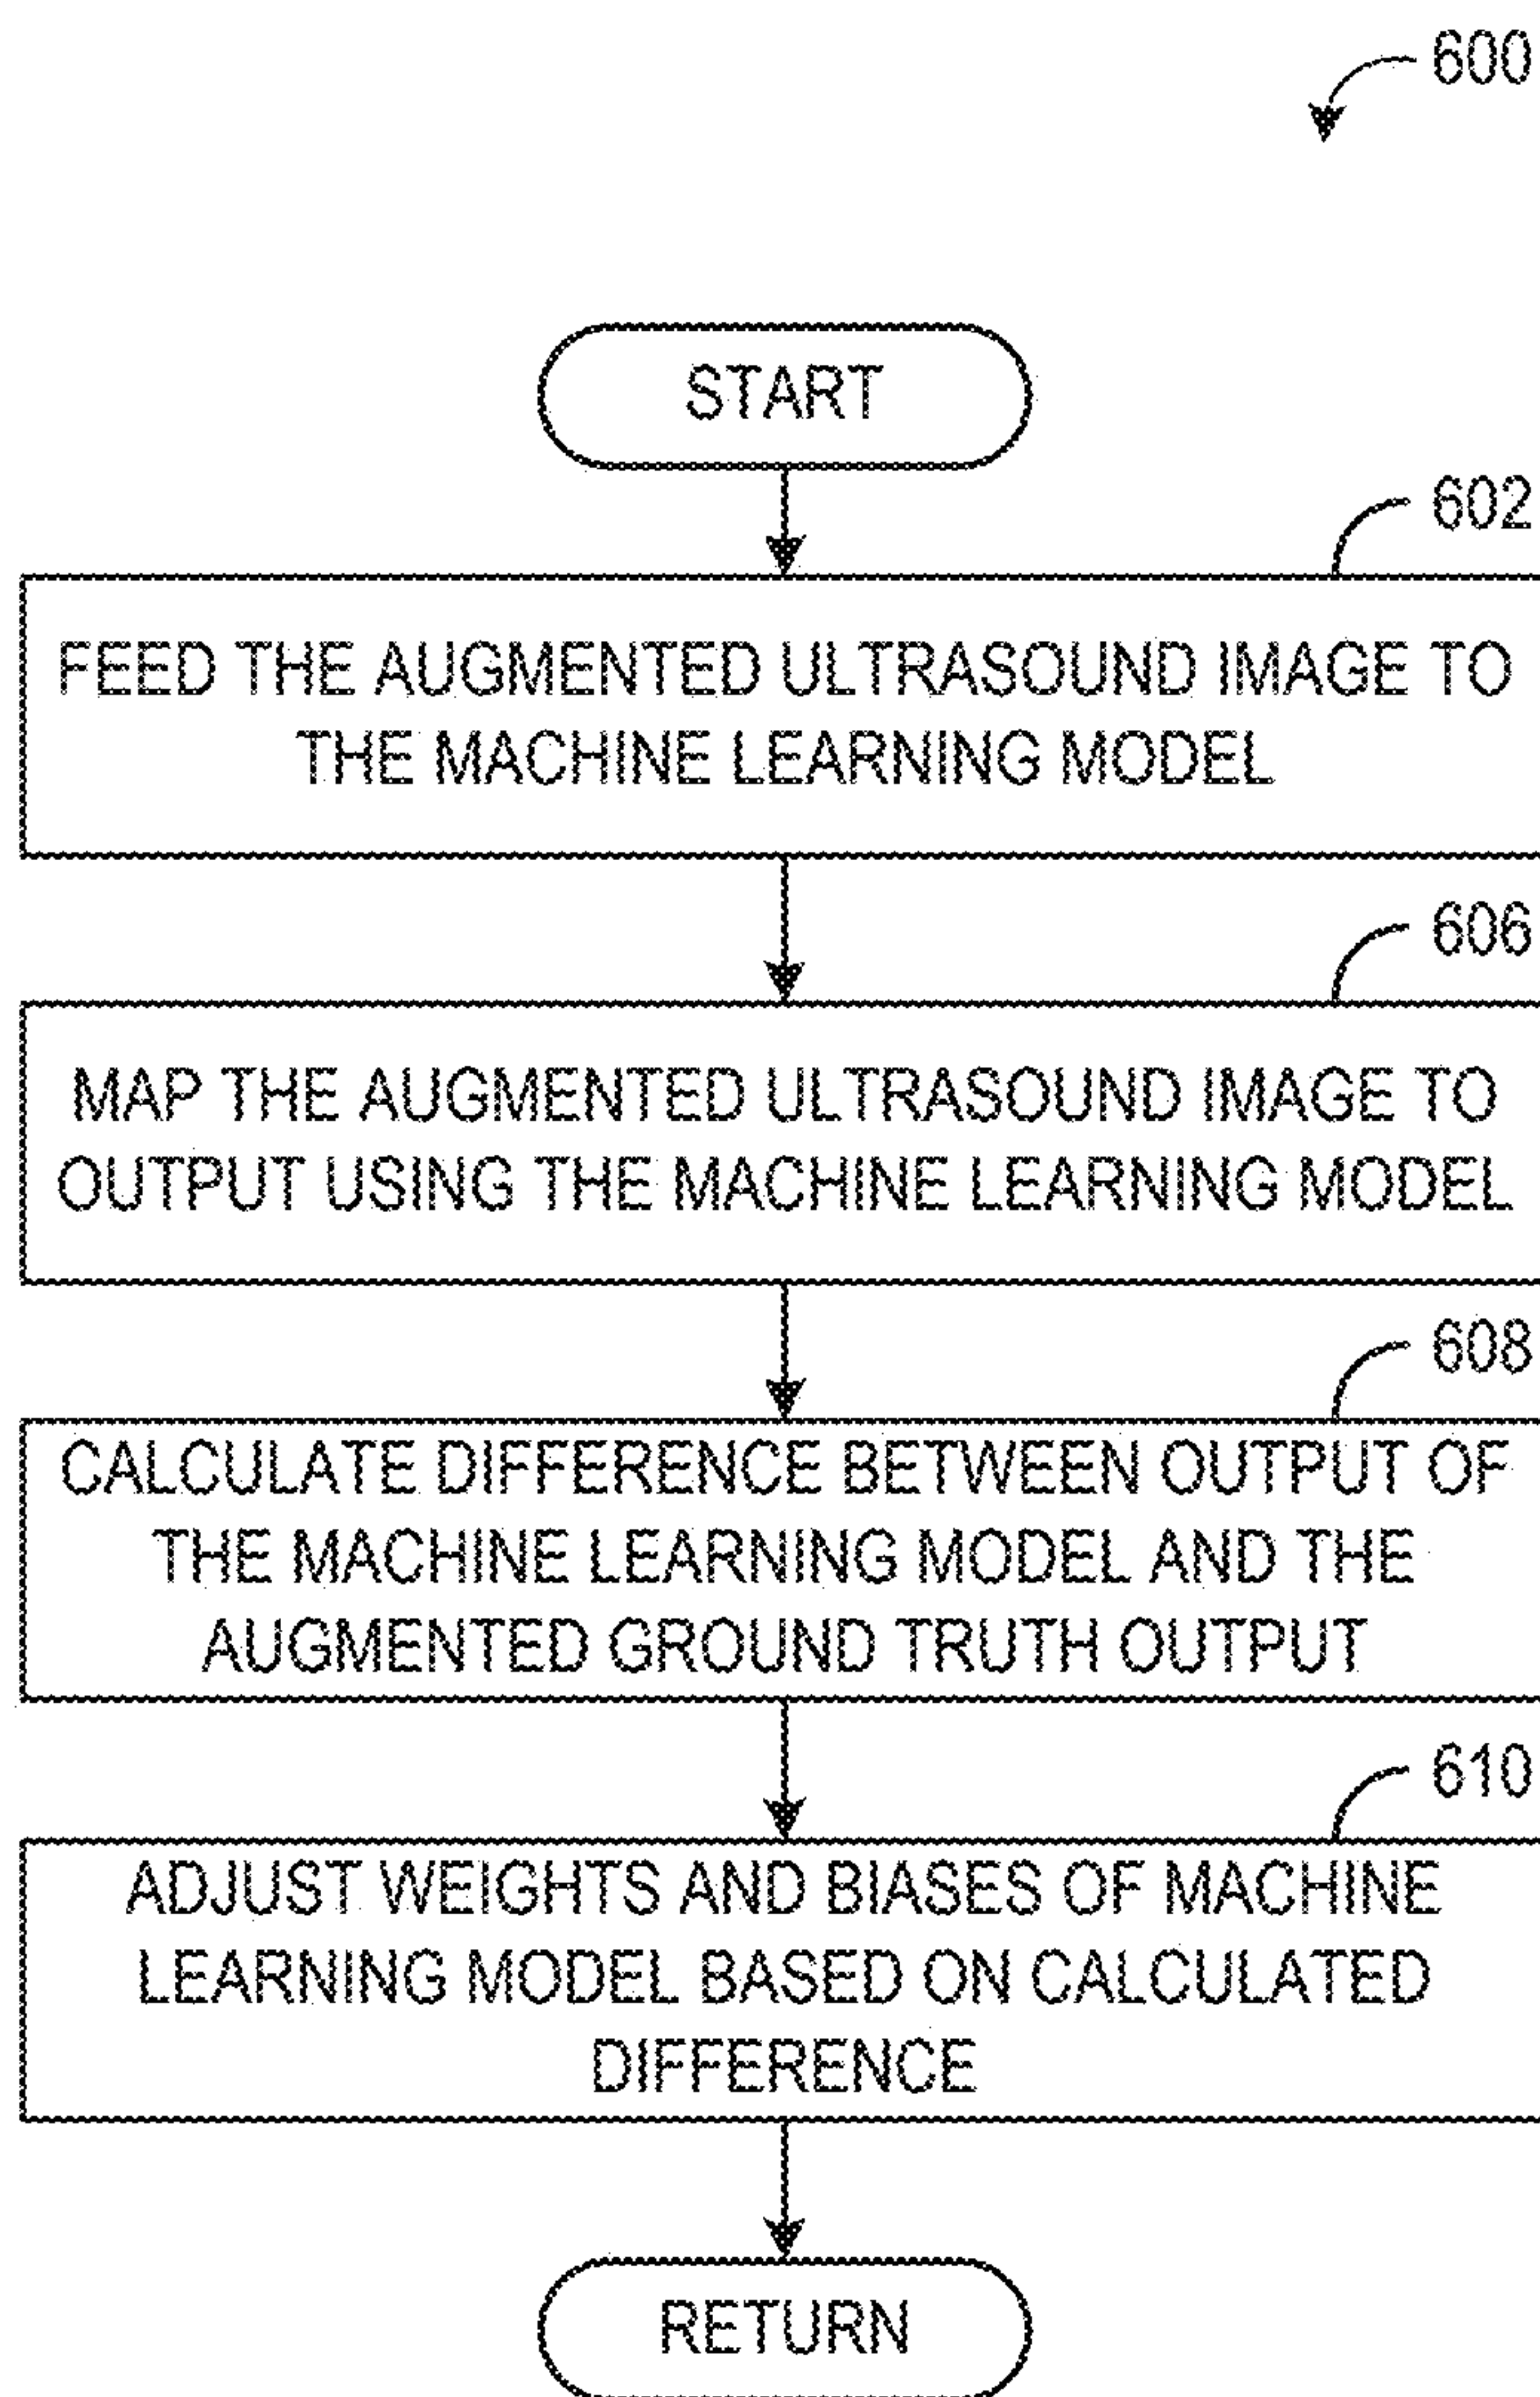 600
START
602
FEED THE AUGMENTED ULTRASOUND IMAGE TO
THE MACHINE LEARNING MODEL
606
MAP THE AUGMENTED ULTRASOUND IMAGE TO
OUTPUT USING THE MACHINE LEARNING MODEL
608
CALCULATE DIFFERENCE BETWEEN OUTPUT OF
THE MACHINE LEARNING MODEL AND THE
AUGMENTED GROUND TRUTH OUTPUT
610
ADJUST WEIGHTS AND BIASES OF MACHINE
LEARNING MODEL BASED ON CALCULATED
DIFFERENCE
RETURN